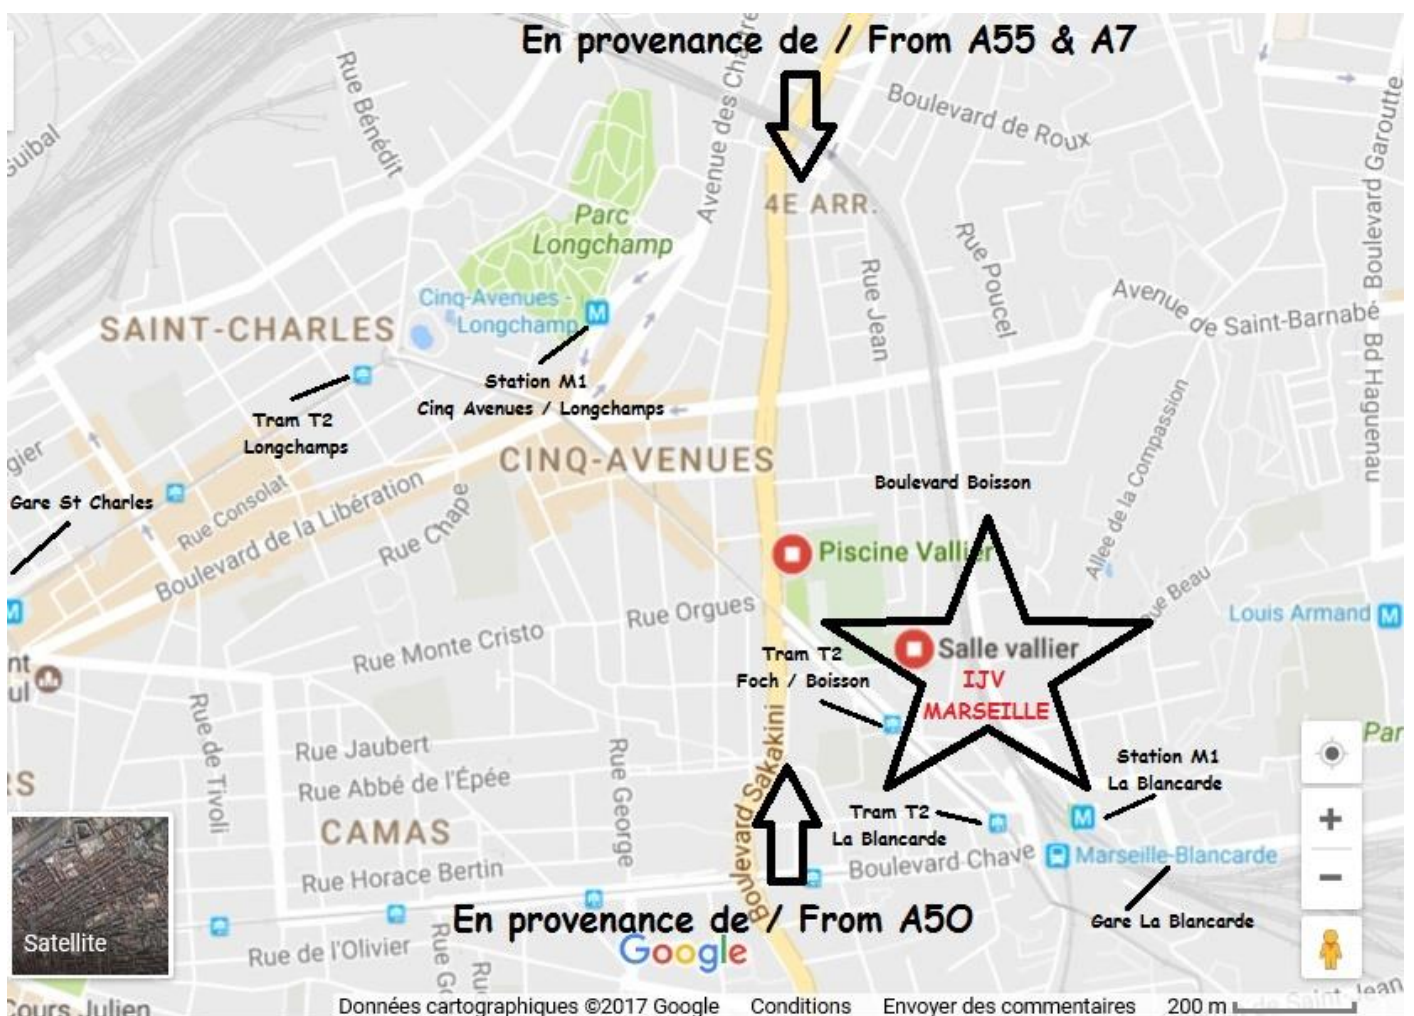 En provenance de / From A55 & A7
Boulevard de Roux
Rue Bénédit
Guibal
Avenue des Chartre
Boulevard Garoutte
4E ARR.
Parc
Longchamp
Rue Poucel
Rue Jean
Avenue de Saint-Barnabé
Bd Haguenau
Cinq-Avenues -
Longchamp
SAINT-CHARLES
Station M1
Cinq Avenues / Longchamps
Tram T2
Longchamps
CINQ-AVENUES
Allee de la Compassion
Boulevard Boisson
Gare St Charles
Rue Consolat
Boulevard de la Libération
Rue Chape
Piscine Vallier
Rue Beau
Louis Armand
Rue Orgues
Rue Monte Cristo
Salle vallier
IJV
MARSEILLE
Tram T2
Foch / Boisson
Rue de Tivoli
Rue Jaubert
Rue Abbé de l'Épée
Rue George
Boulevard Sakakini
Station M1
La Blancarde
Par
CAMAS
Tram T2
La Blancarde
Boulevard Chave
Marseille-Blancarde
Rue Horace Bertin
Gare La Blancarde
En provenance de / From A50
Rue de l'Olivier
Satellite
Google
Cours Julien
Données cartographiques ©2017 Google
Conditions
Envoyer des commentaires
200 m